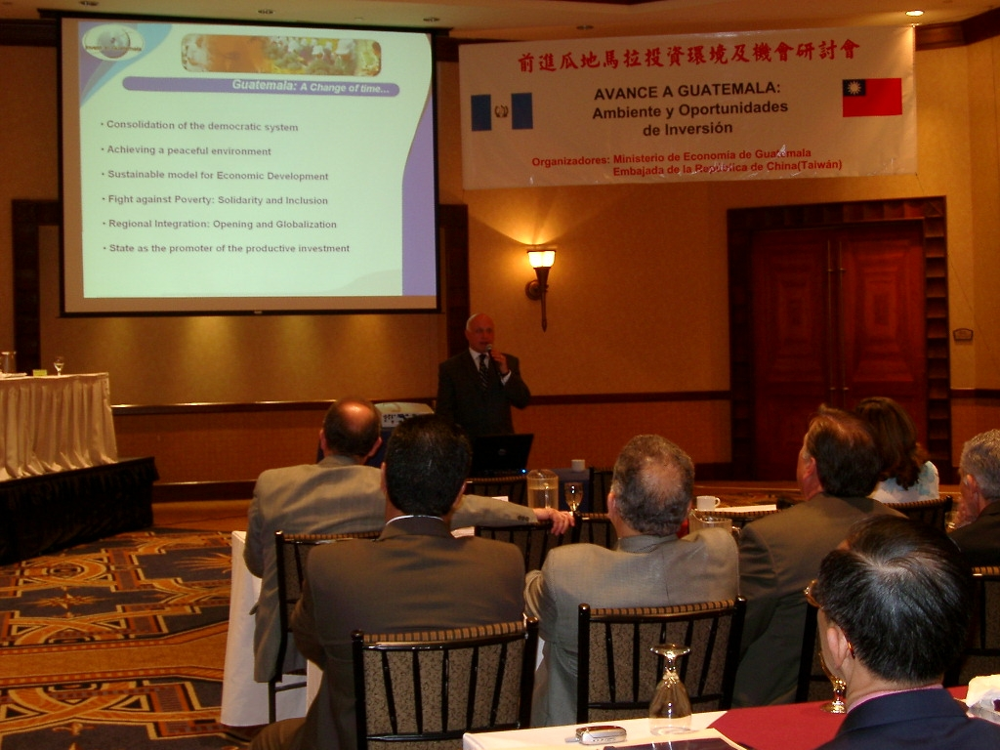 Guatemala: A Change of time...
• Consolidation of the democratic system
• Achieving a peaceful environment
• Sustainable model for Economic Development
• Fight against Poverty: Solidarity and Inclusion
• Regional Integration: Opening and Globalization
• State as the promoter of the productive investment
前進瓜地馬拉投資環境及機會研討會
AVANCE A GUATEMALA:
Ambiente y Oportunidades
de Inversión
Organizadores: Ministerio de Economia de Guatemala
Embajada de la República de China(Taiwán)